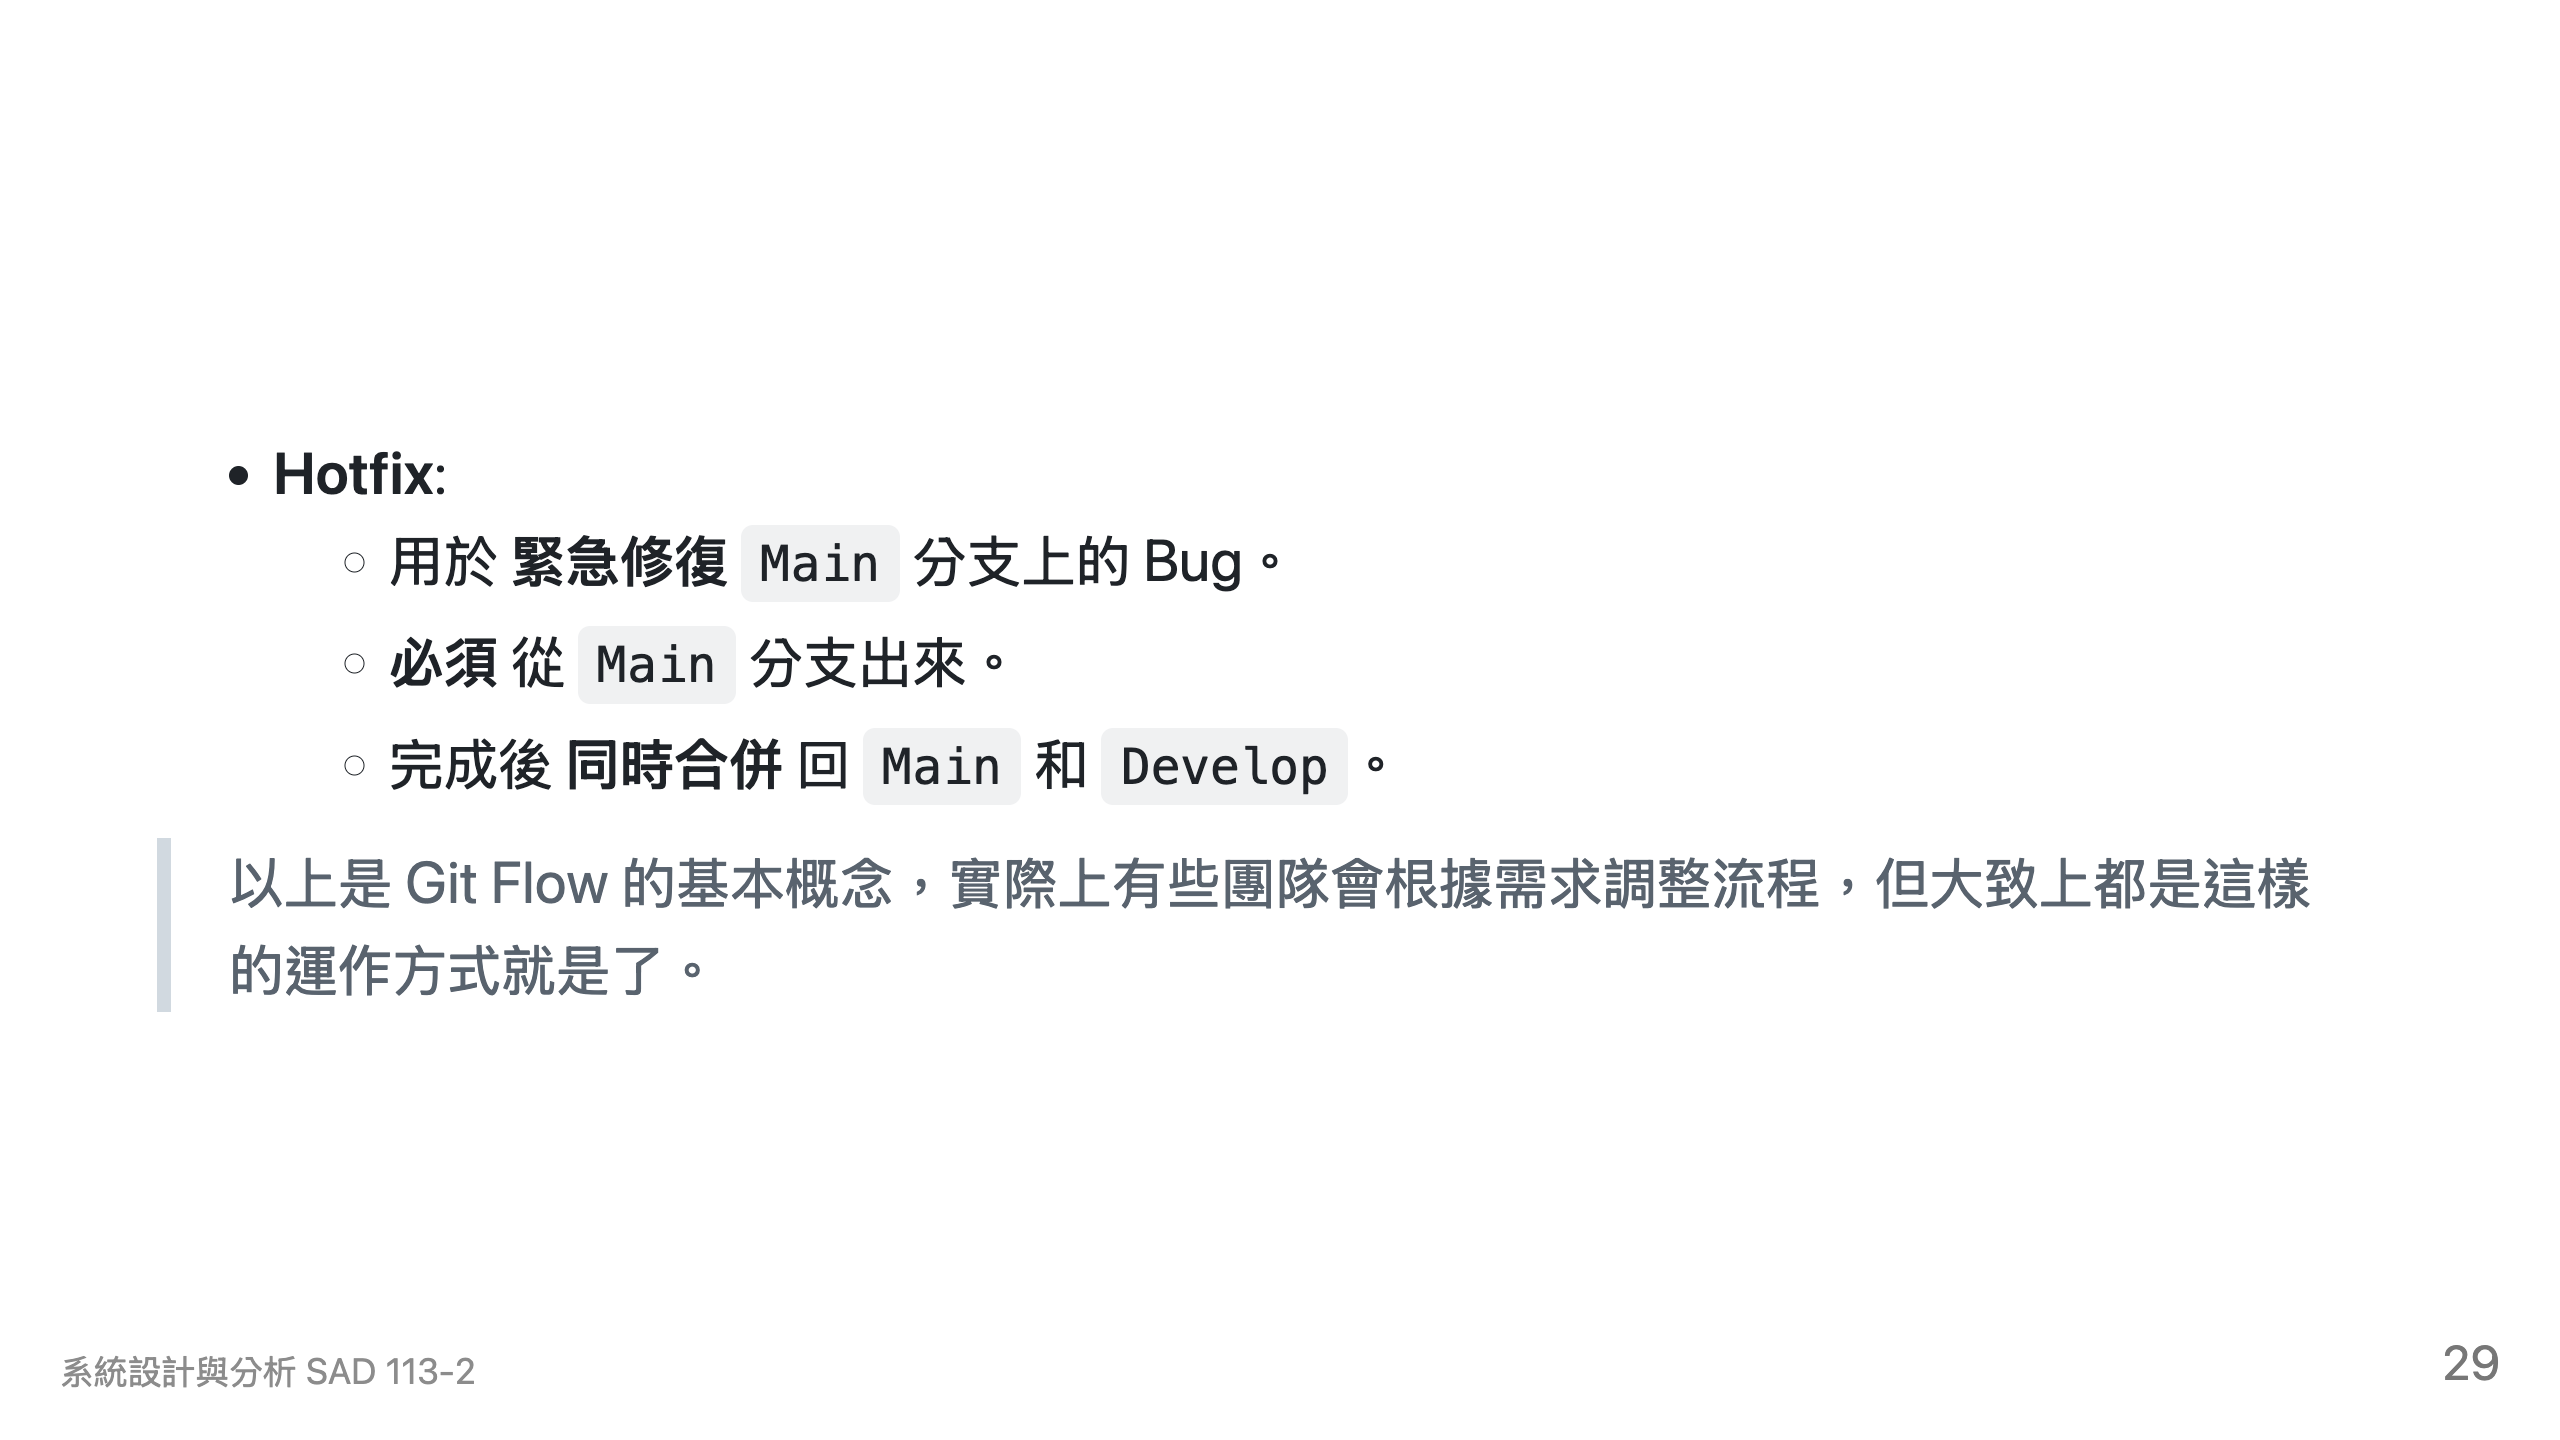 Hotfix:
用於 緊急修復 Main 分支上的 Bug。
必須 從 Main 分支出來。
完成後 同時合併 回 Main 和 Develop。
以上是 Git Flow 的基本概念，實際上有些團隊會根據需求調整流程，但大致上都是這樣
的運作方式就是了。
系統設計與分析 SAD 113-2
29